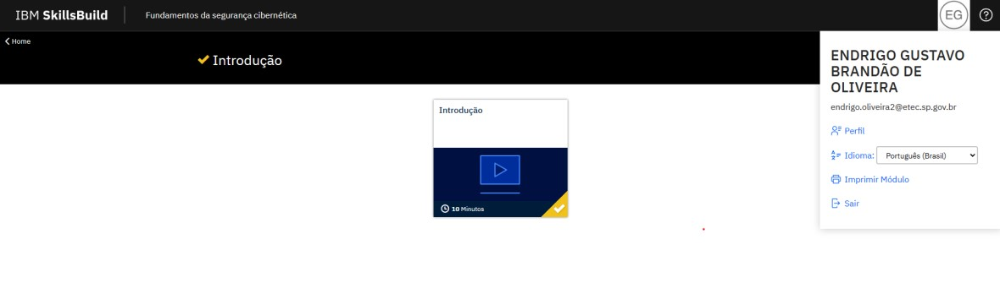 IBM SkillsBuild
Fundamentos da segurança cibernética
EG
Home
Introdução
ENDRIGO GUSTAVO
BRANDÃO DE
OLIVEIRA
endrigo.oliveira2@etec.sp.gov.br
Perfil
Idioma: Português (Brasil)
Imprimir Módulo
Sair
Introdução
10 Minutos